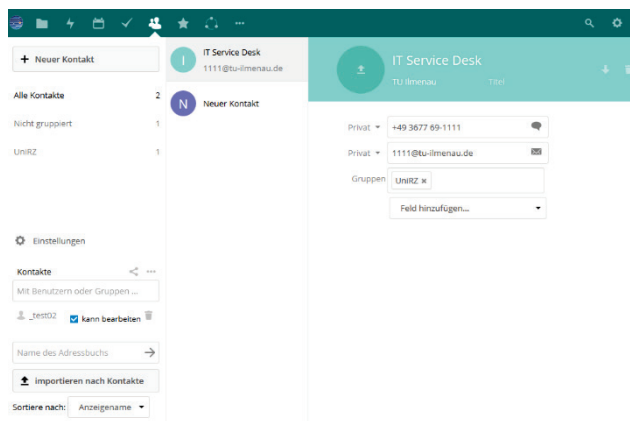 + Neuer Kontakt
Alle Kontakte 2
Nicht gruppiert 1
UniRZ 1
Einstellungen
Kontakte
Mit Benutzern oder Gruppen ...
_test02 kann bearbeiten
Name des Adressbuchs
importieren nach Kontakte
Sortiere nach: Anzeigename
I
IT Service Desk
1111@tu-ilmenau.de
N
Neuer Kontakt
IT Service Desk
TU Ilmenau Titel
Privat +49 3677 69-1111
Privat 1111@tu-ilmenau.de
Gruppen UniRZ ×
Feld hinzufügen...